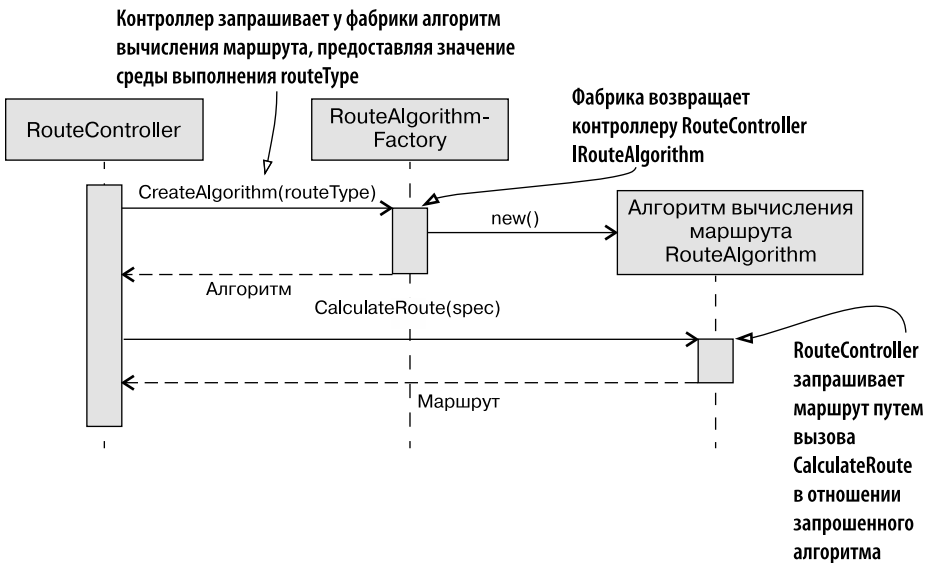 Контроллер запрашивает у фабрики алгоритм
вычисления маршрута, предоставляя значение
среды выполнения routeType
Фабрика возвращает
контроллеру RouteController
IRouteAlgorithm
RouteController
RouteAlgorithm-
Factory
CreateAlgorithm(routeType)
new()
Алгоритм вычисления
маршрута
RouteAlgorithm
Алгоритм
CalculateRoute(spec)
Маршрут
RouteController
запрашивает
маршрут путем
вызова
CalculateRoute
в отношении
запрошенного
алгоритма